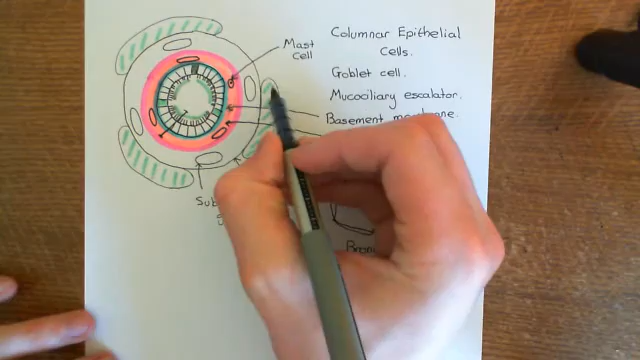 Mast
Cell
Columnar Epithelial
Cells.
Goblet cell.
Mucociliary escalator.
Basement membrane.